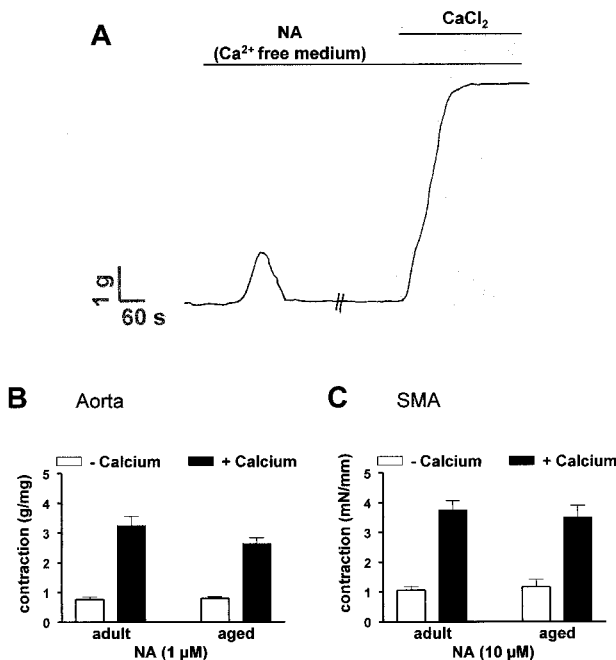 A
CaCl₂
NA
(Ca²⁺ free medium)
1 g
60 s
B Aorta
- Calcium + Calcium
contraction (g/mg)
5
4
3
2
1
0
adult aged
NA (1 µM)
C SMA
- Calcium + Calcium
contraction (mN/mm)
5
4
3
2
1
0
adult aged
NA (10 µM)